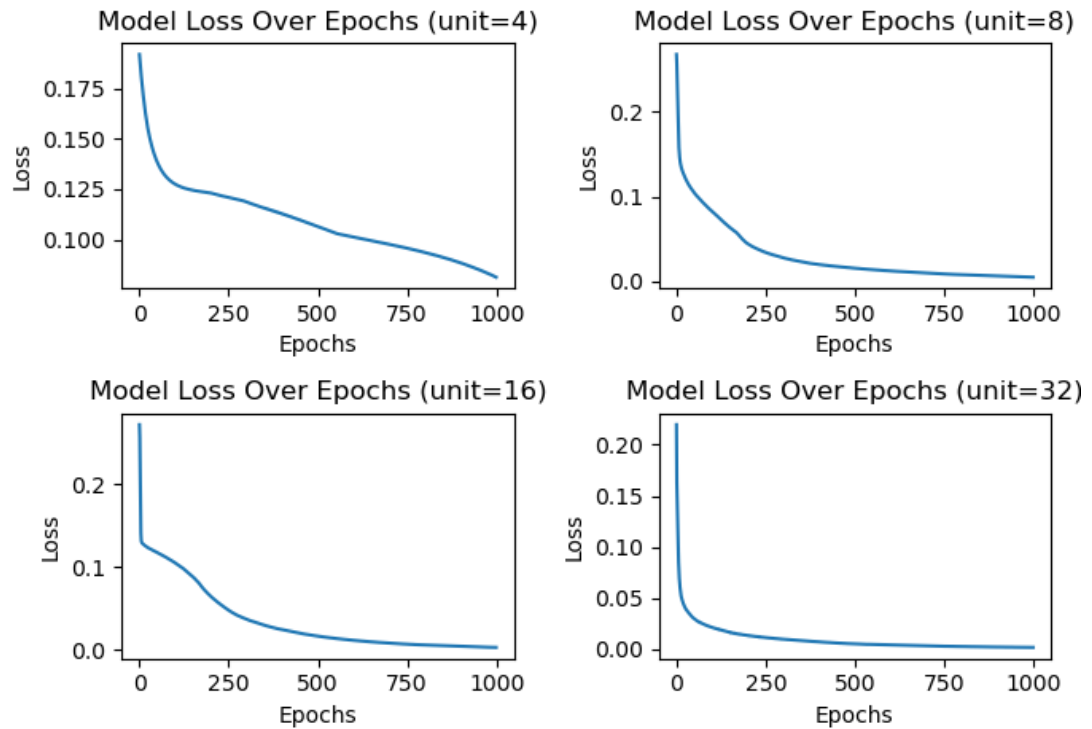 Model Loss Over Epochs (unit=4)
0.175
0.150
0.125
0.100
Loss
0 250 500 750 1000
Epochs
Model Loss Over Epochs (unit=8)
0.2
0.1
0.0
Loss
0 250 500 750 1000
Epochs
Model Loss Over Epochs (unit=16)
0.2
0.1
0.0
Loss
0 250 500 750 1000
Epochs
Model Loss Over Epochs (unit=32)
0.20
0.15
0.10
0.05
0.00
Loss
0 250 500 750 1000
Epochs